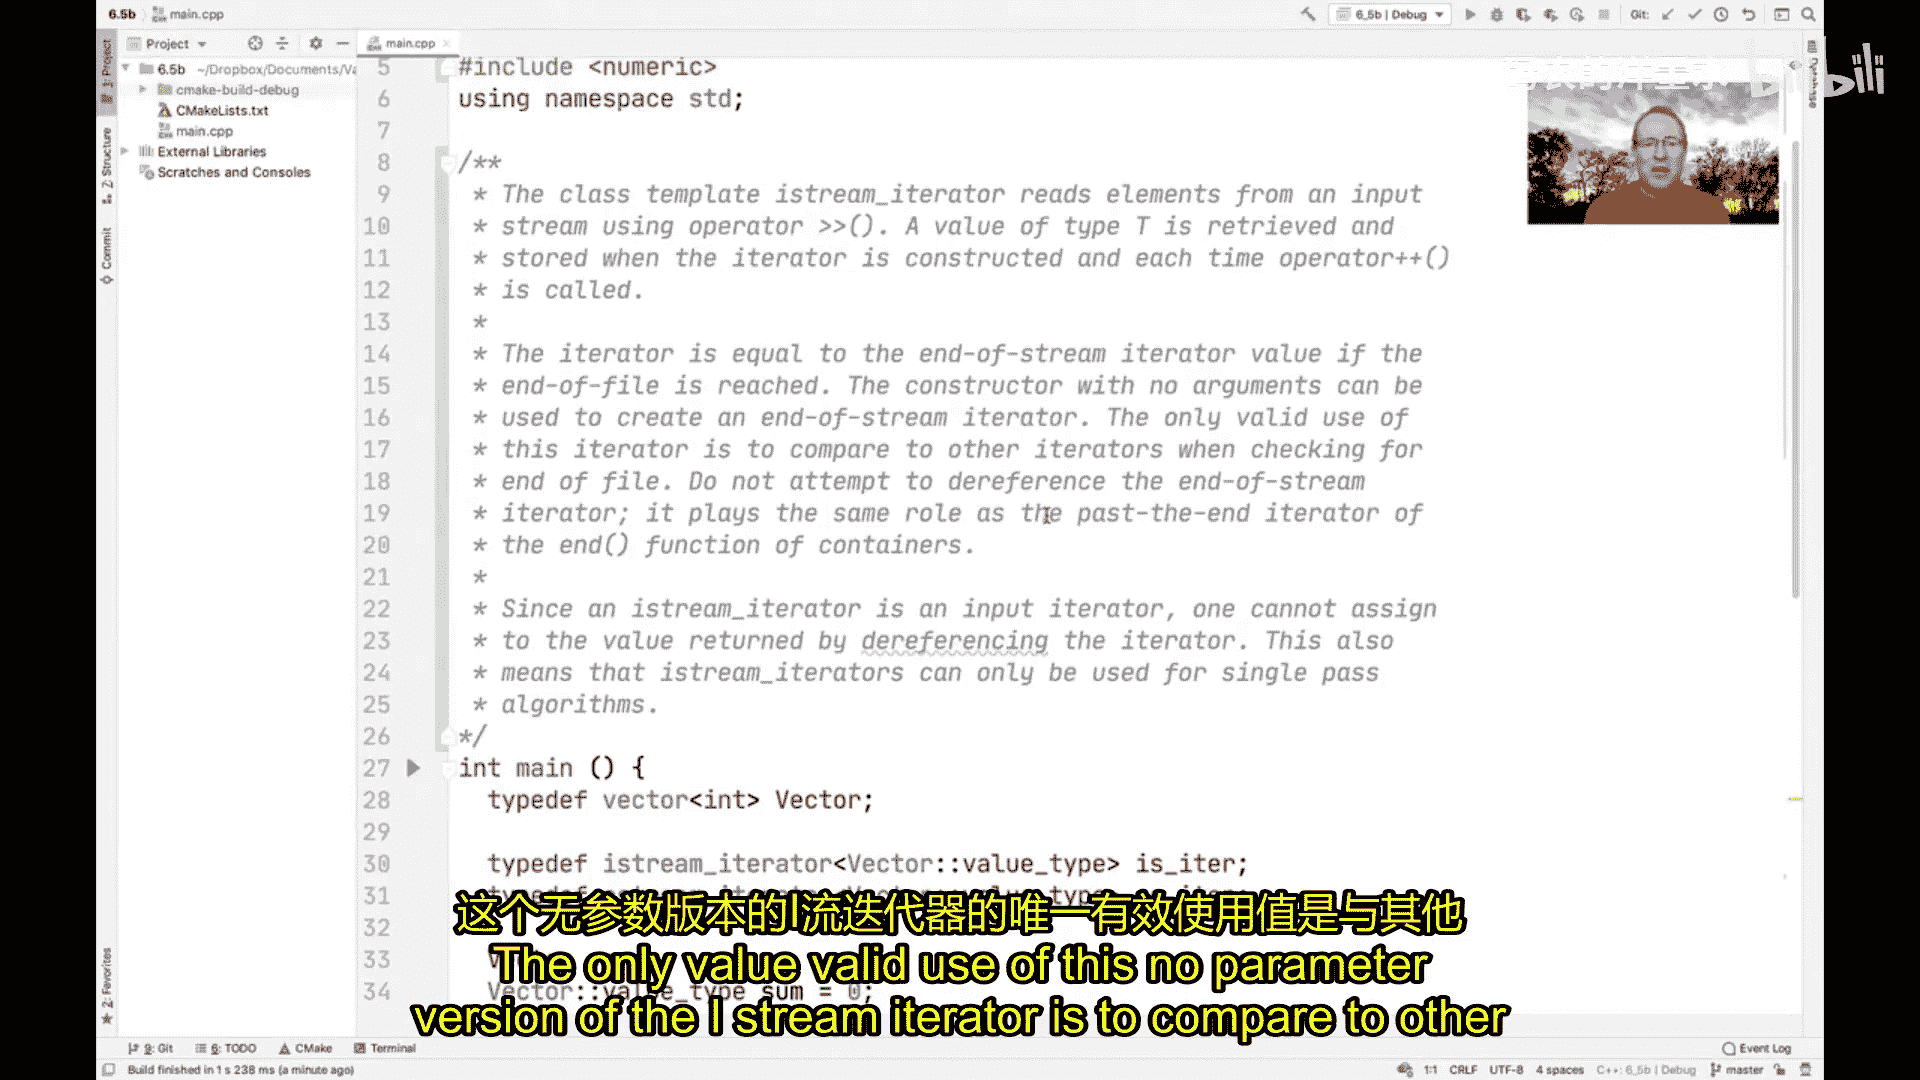 6.5b main.cpp
6_5b | Debug
Git:
Project
main.cpp
1: Project
6.5b ~/Dropbox/Documents/Va
cmake-build-debug
CMakeLists.txt
main.cpp
External Libraries
Scratches and Consoles
Z: Structure
Commit
2: Favorites
Database
bilibili
5 #include <numeric>
6 using namespace std;
7
8 /**
9 * The class template istream_iterator reads elements from an input
10 * stream using operator >>(). A value of type T is retrieved and
11 * stored when the iterator is constructed and each time operator++()
12 * is called.
13 *
14 * The iterator is equal to the end-of-stream iterator value if the
15 * end-of-file is reached. The constructor with no arguments can be
16 * used to create an end-of-stream iterator. The only valid use of
17 * this iterator is to compare to other iterators when checking for
18 * end of file. Do not attempt to dereference the end-of-stream
19 * iterator; it plays the same role as the past-the-end iterator of
20 * the end() function of containers.
21 *
22 * Since an istream_iterator is an input iterator, one cannot assign
23 * to the value returned by dereferencing the iterator. This also
24 * means that istream_iterators can only be used for single pass
25 * algorithms.
26 */
27 int main () {
28 typedef vector<int> Vector;
29
30 typedef istream_iterator<Vector::value_type> is_iter;
31
32
33
34 Vector::value_type sum = 0;
这个无参数版本的I流迭代器的唯一有效使用值是与其他
The only value valid use of this no parameter
version of the I stream iterator is to compare to other
9: Git 6: TODO CMake Terminal
Event Log
Build finished in 1 s 238 ms (a minute ago)
1:1 CRLF UTF-8 4 spaces C++: 6_5b | Debug master